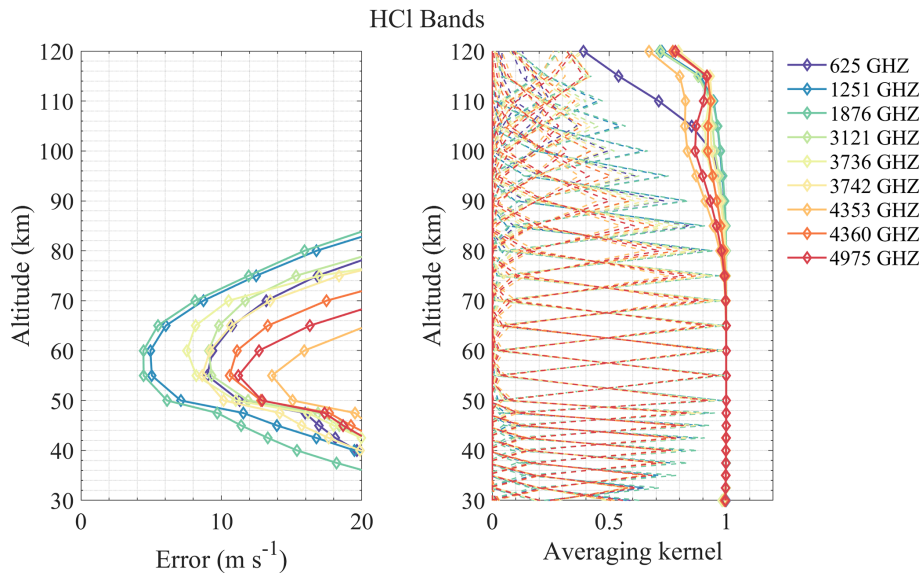 HCl Bands
120
110
100
90
80
70
60
50
40
30
0
10
20
Altitude (km)
Error (m s⁻¹)
120
110
100
90
80
70
60
50
40
30
0
0.5
1
Altitude (km)
Averaging kernel
625 GHZ
1251 GHZ
1876 GHZ
3121 GHZ
3736 GHZ
3742 GHZ
4353 GHZ
4360 GHZ
4975 GHZ